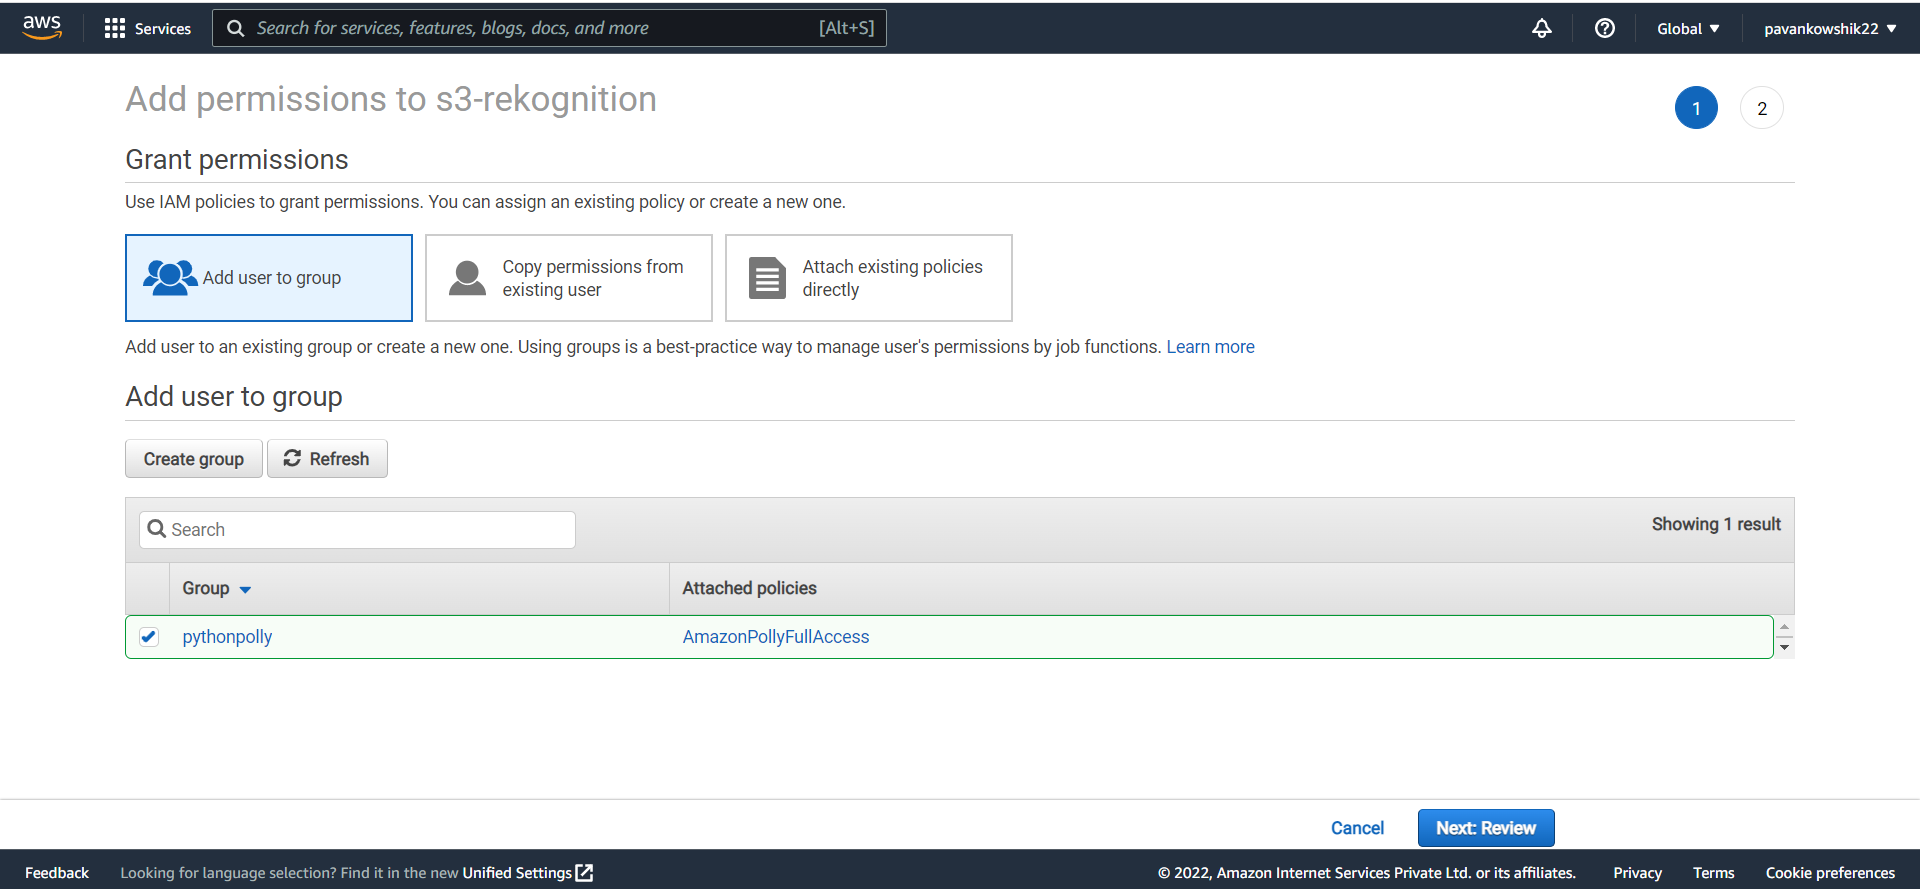 aws Services Search for services, features, blogs, docs, and more [Alt+S] Global pavankowshik22
Add permissions to s3-rekognition
1 2
Grant permissions
Use IAM policies to grant permissions. You can assign an existing policy or create a new one.
Add user to group
Copy permissions from
existing user
Attach existing policies
directly
Add user to an existing group or create a new one. Using groups is a best-practice way to manage user's permissions by job functions. Learn more
Add user to group
Create group Refresh
Search Showing 1 result
Group Attached policies
pythonpolly AmazonPollyFullAccess
Cancel Next: Review
Feedback Looking for language selection? Find it in the new Unified Settings © 2022, Amazon Internet Services Private Ltd. or its affiliates. Privacy Terms Cookie preferences